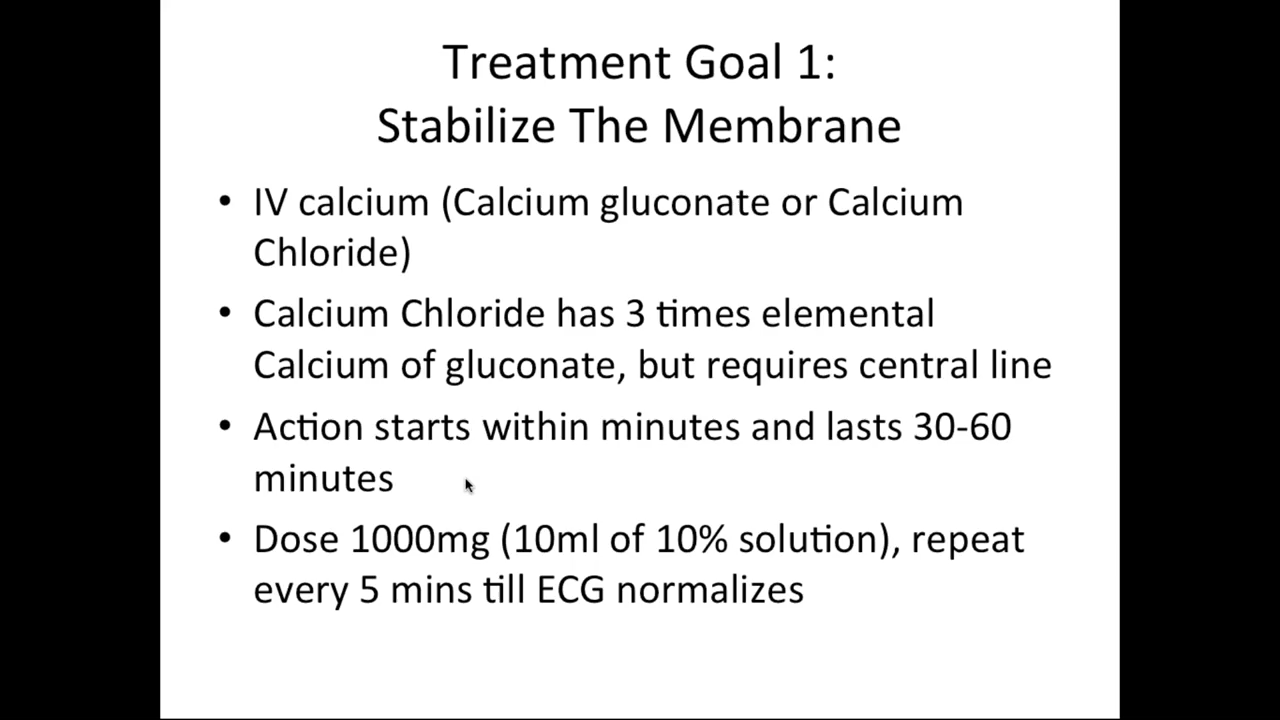 Treatment Goal 1:
Stabilize The Membrane
• IV calcium (Calcium gluconate or Calcium
Chloride)
• Calcium Chloride has 3 times elemental
Calcium of gluconate, but requires central line
• Action starts within minutes and lasts 30-60
minutes
• Dose 1000mg (10ml of 10% solution), repeat
every 5 mins till ECG normalizes